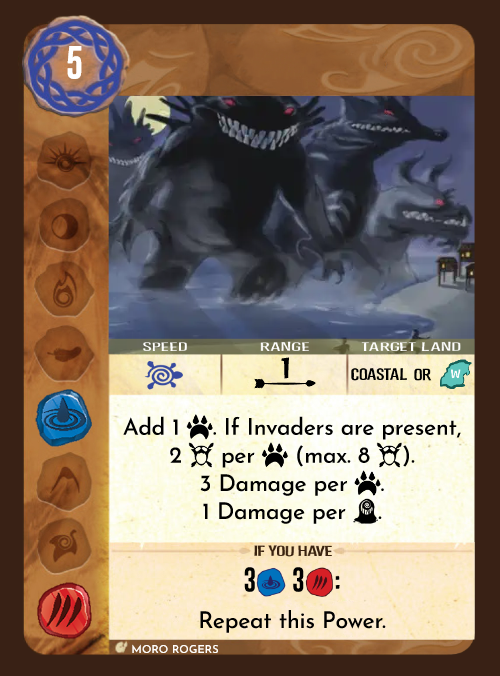 5
SPEED RANGE TARGET LAND
1 COASTAL OR W
Add 1 . If Invaders are present,
2 per (max. 8 ).
3 Damage per .
1 Damage per .
IF YOU HAVE
3 3 :
Repeat this Power.
MORO ROGERS